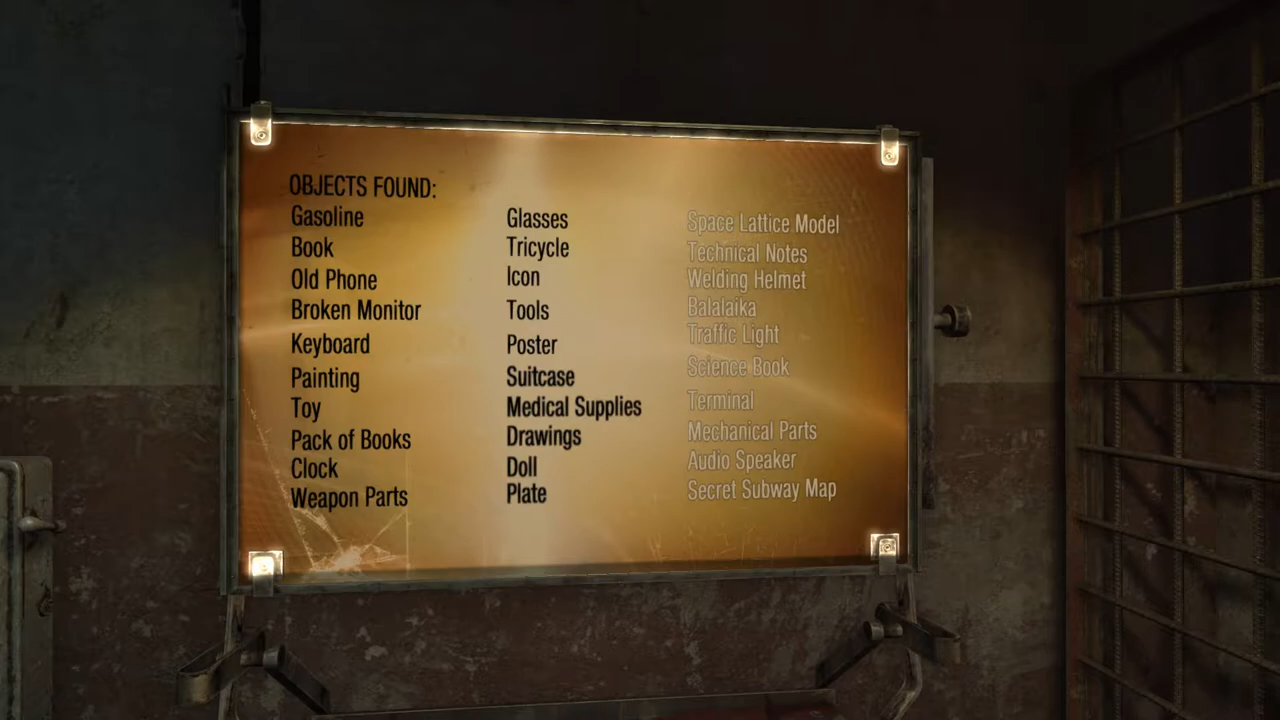 OBJECTS FOUND:
Gasoline
Book
Old Phone
Broken Monitor
Keyboard
Painting
Toy
Pack of Books
Clock
Weapon Parts
Glasses
Tricycle
Icon
Tools
Poster
Suitcase
Medical Supplies
Drawings
Doll
Plate
Space Lattice Model
Technical Notes
Welding Helmet
Balalaika
Traffic Light
Science Book
Terminal
Mechanical Parts
Audio Speaker
Secret Subway Map